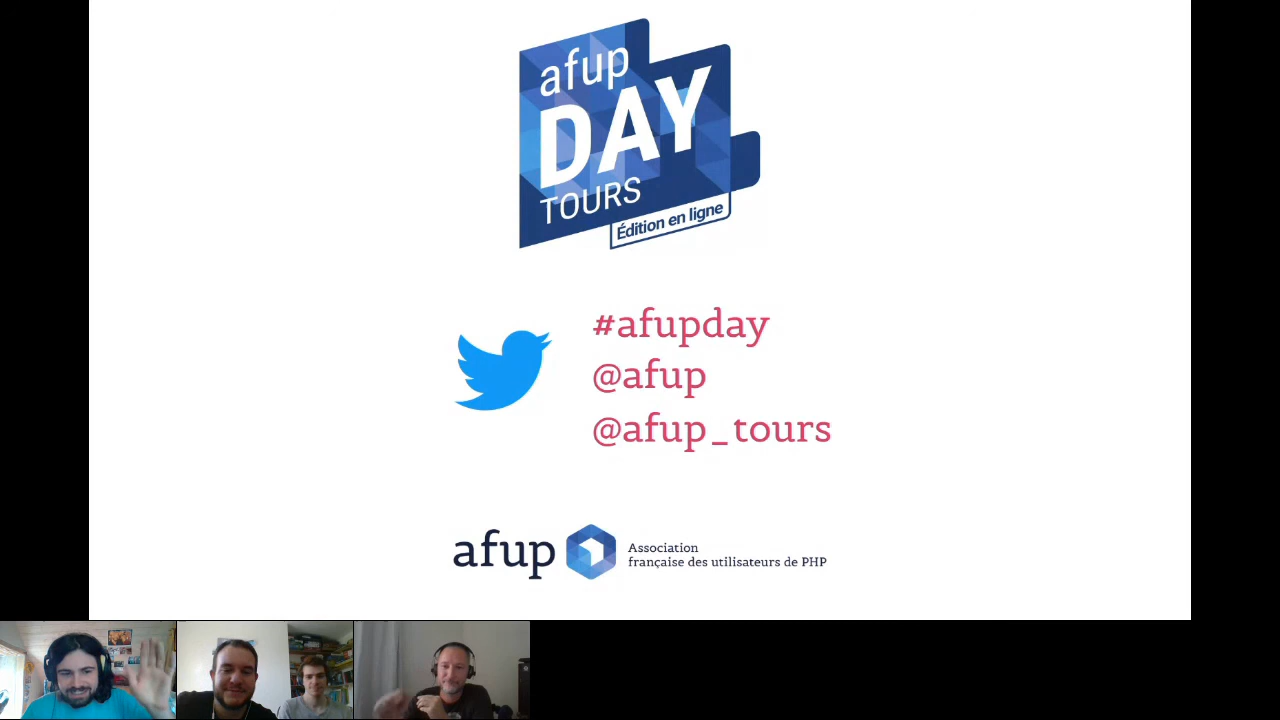 afup
DAY
TOURS
Édition en ligne
#afupday
@afup
@afup_tours
afup
Association
française des utilisateurs de PHP